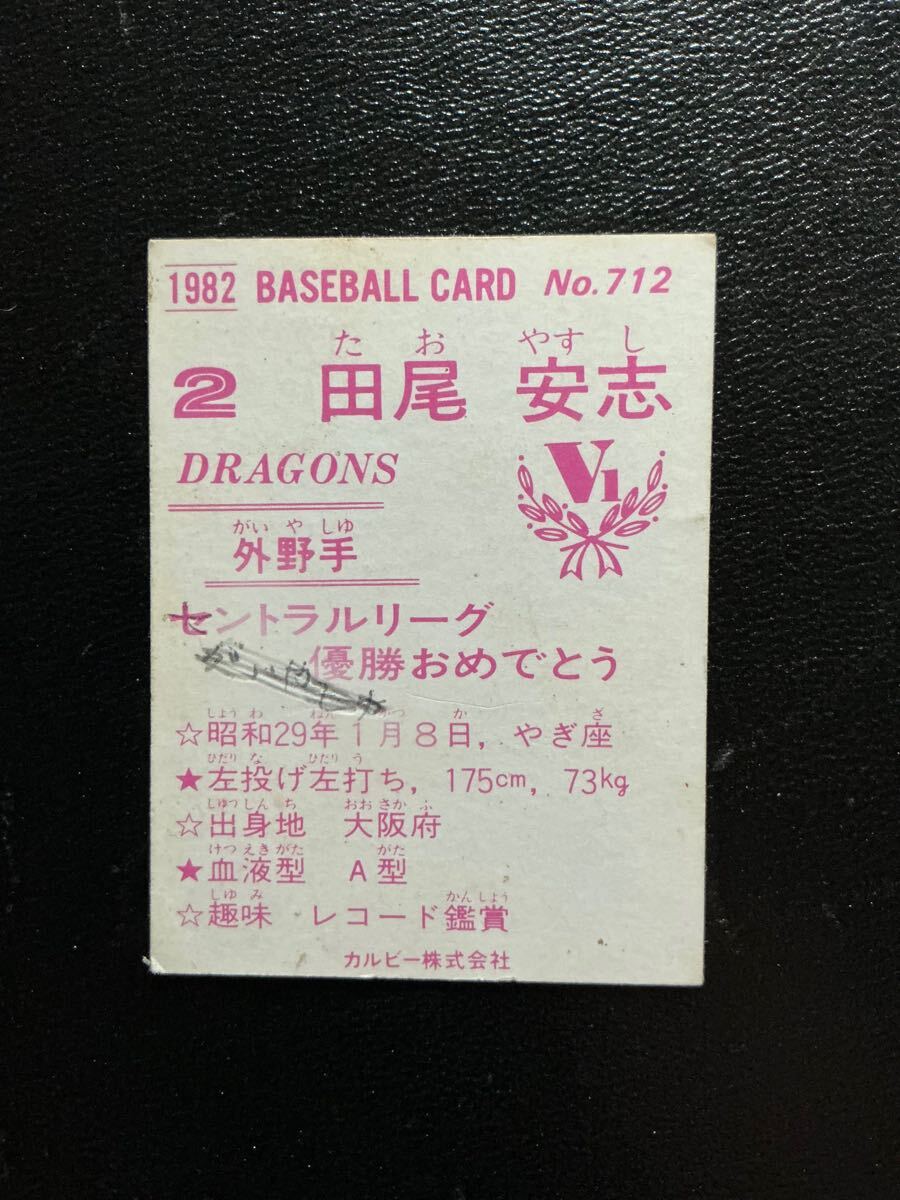 1982 BASEBALL CARD No.712
たお やすし
2 田尾 安志
DRAGONS
V1
がいやしゆ
外野手
セントラルリーグ
優勝おめでとう
しょうわ ねん がつ か ざ
☆昭和29年1月8日, やぎ座
ひだりな ひだりう
★左投げ左打ち, 175cm, 73kg
しゆつしんち おおさかふ
☆出身地 大阪府
けつえきがた がた
★血液型 A型
しゆみ かんしょう
☆趣味 レコード鑑賞
カルビー株式会社